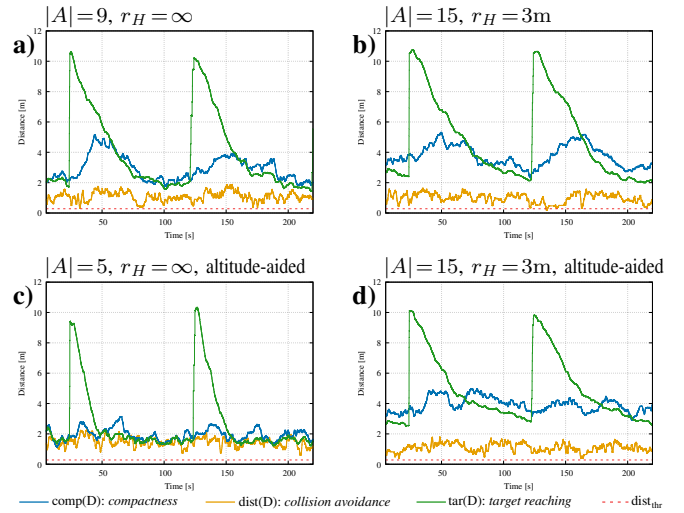 |A|=9, r_H=∞
|A|=15, r_H=3m
a)
b)
12
10
8
6
4
2
0
Distance [m]
50
100
150
200
Time [s]
12
10
8
6
4
2
0
Distance [m]
50
100
150
200
Time [s]
|A|=5, r_H=∞, altitude-aided
|A|=15, r_H=3m, altitude-aided
c)
d)
12
10
8
6
4
2
0
Distance [m]
50
100
150
200
Time [s]
12
10
8
6
4
2
0
Distance [m]
50
100
150
200
Time [s]
comp(D): compactness dist(D): collision avoidance tar(D): target reaching dist_thr